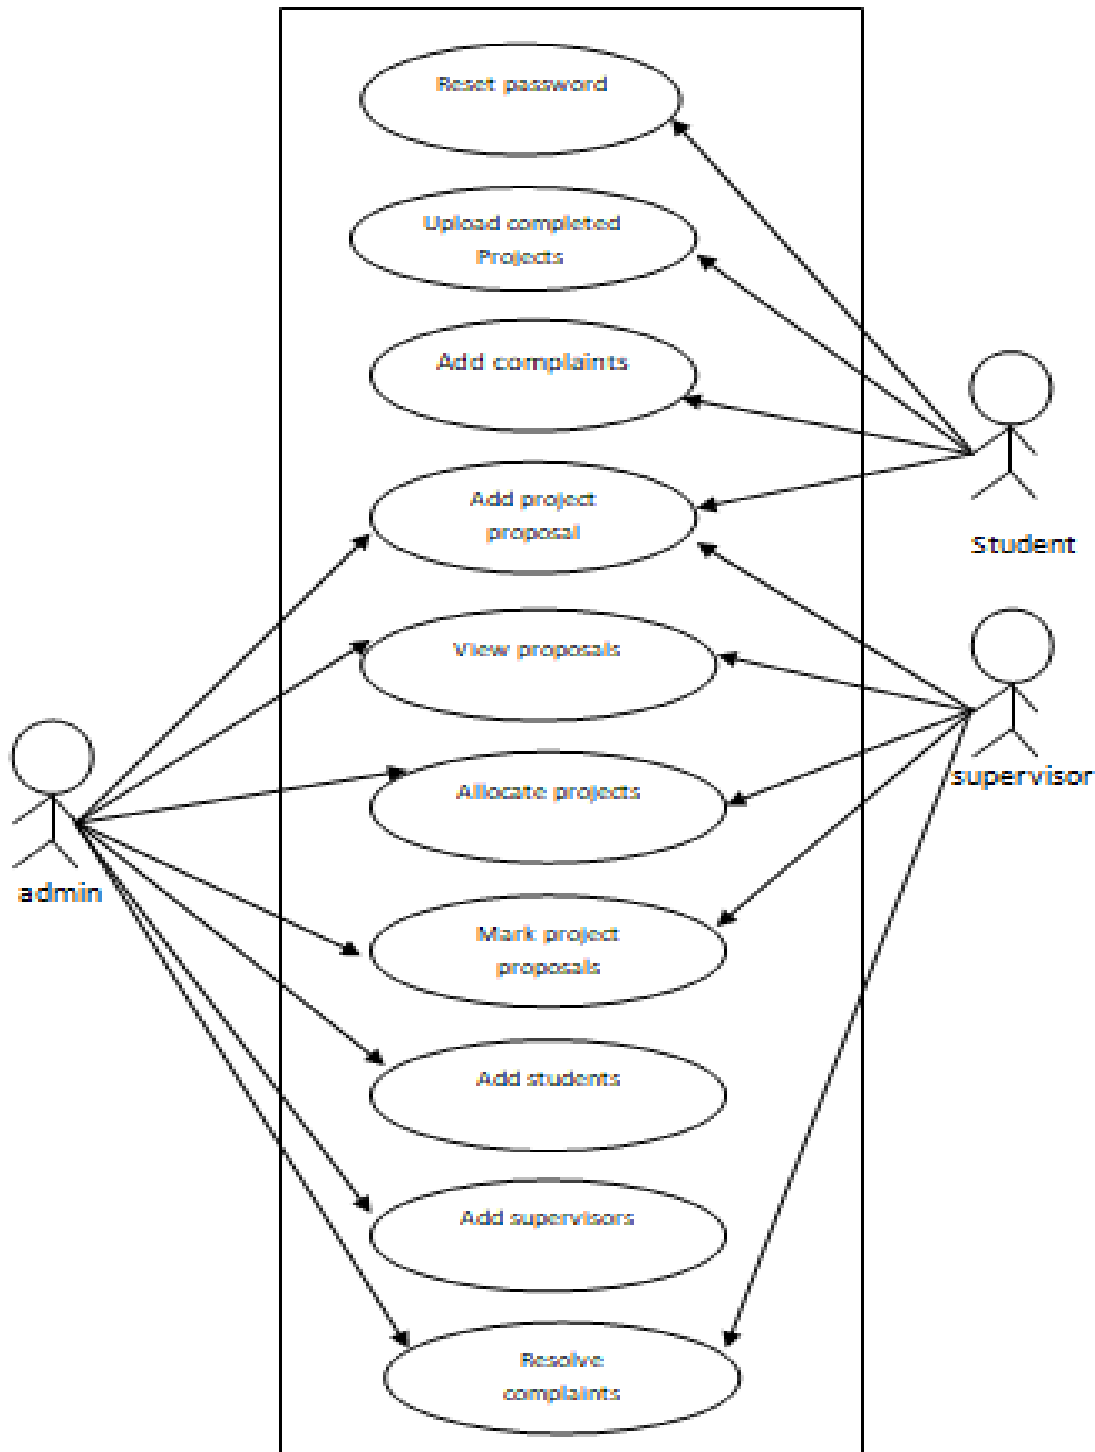 Reset password
Upload completed
Projects
Add complaints
Add project
proposal
Student
View proposals
supervisor
Allocate projects
admin
Mark project
proposals
Add students
Add supervisors
Resolve
complaints